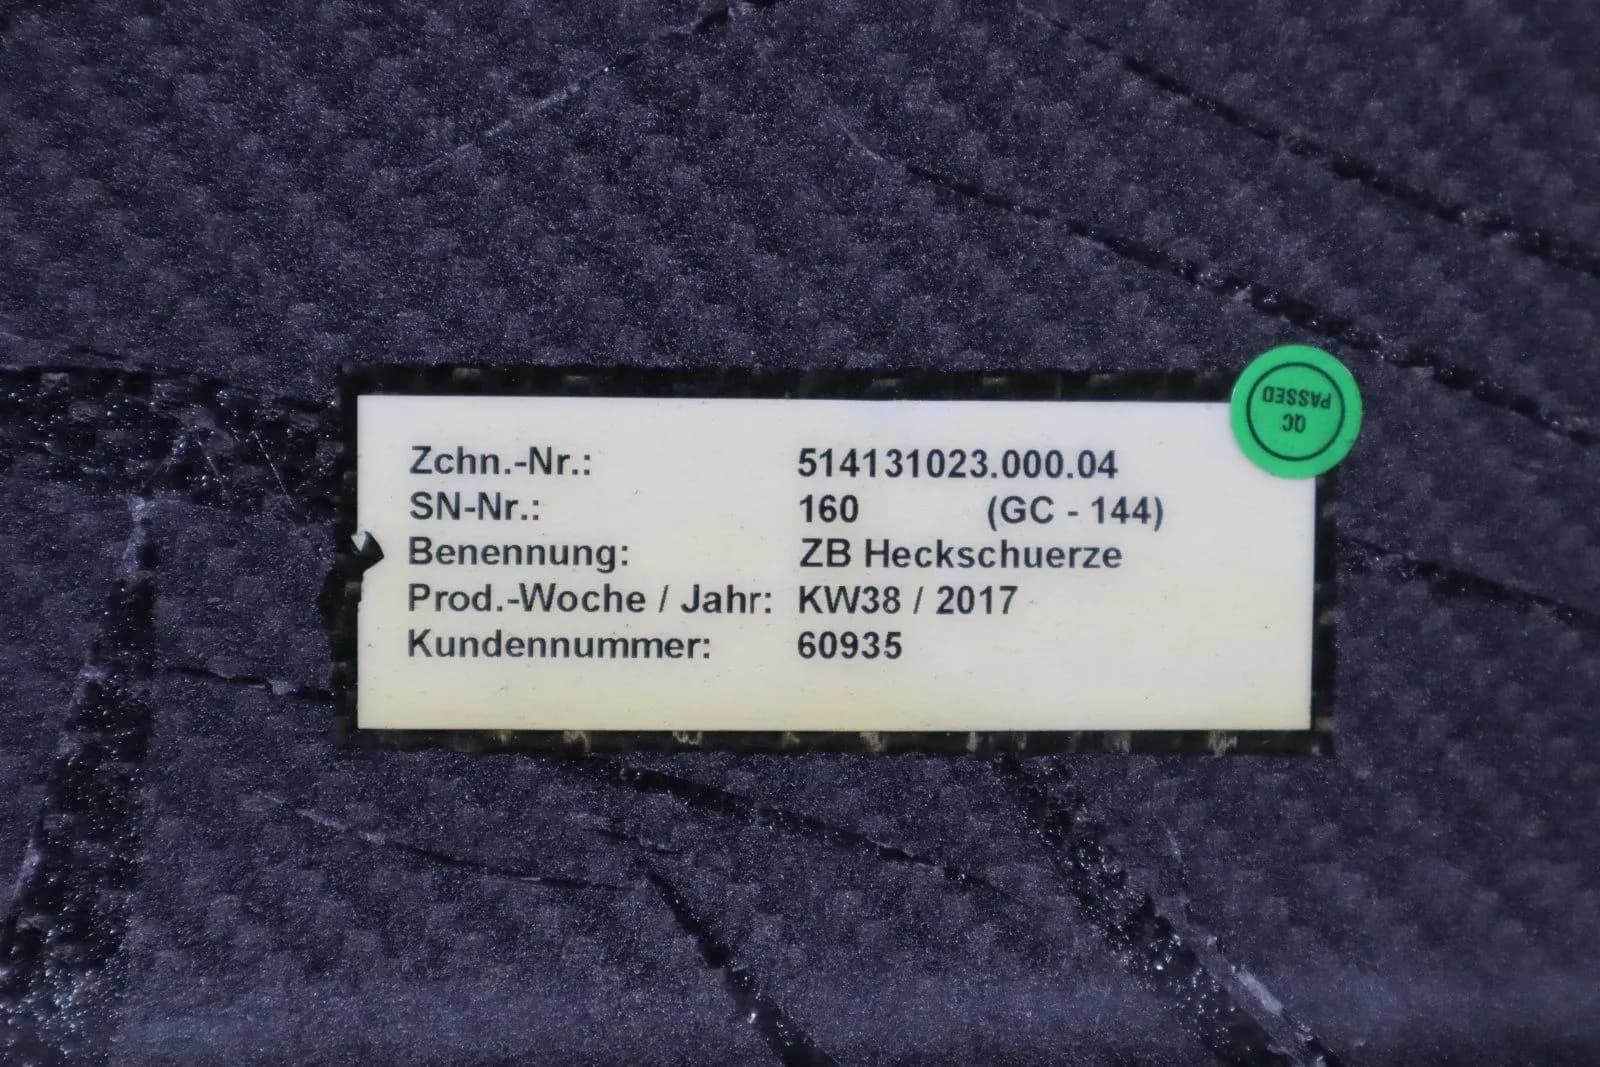 Zchn.-Nr.: 514131023.000.04
SN-Nr.: 160 (GC - 144)
Benennung: ZB Heckschuerze
Prod.-Woche / Jahr: KW38 / 2017
Kundennummer: 60935
QC
PASSED